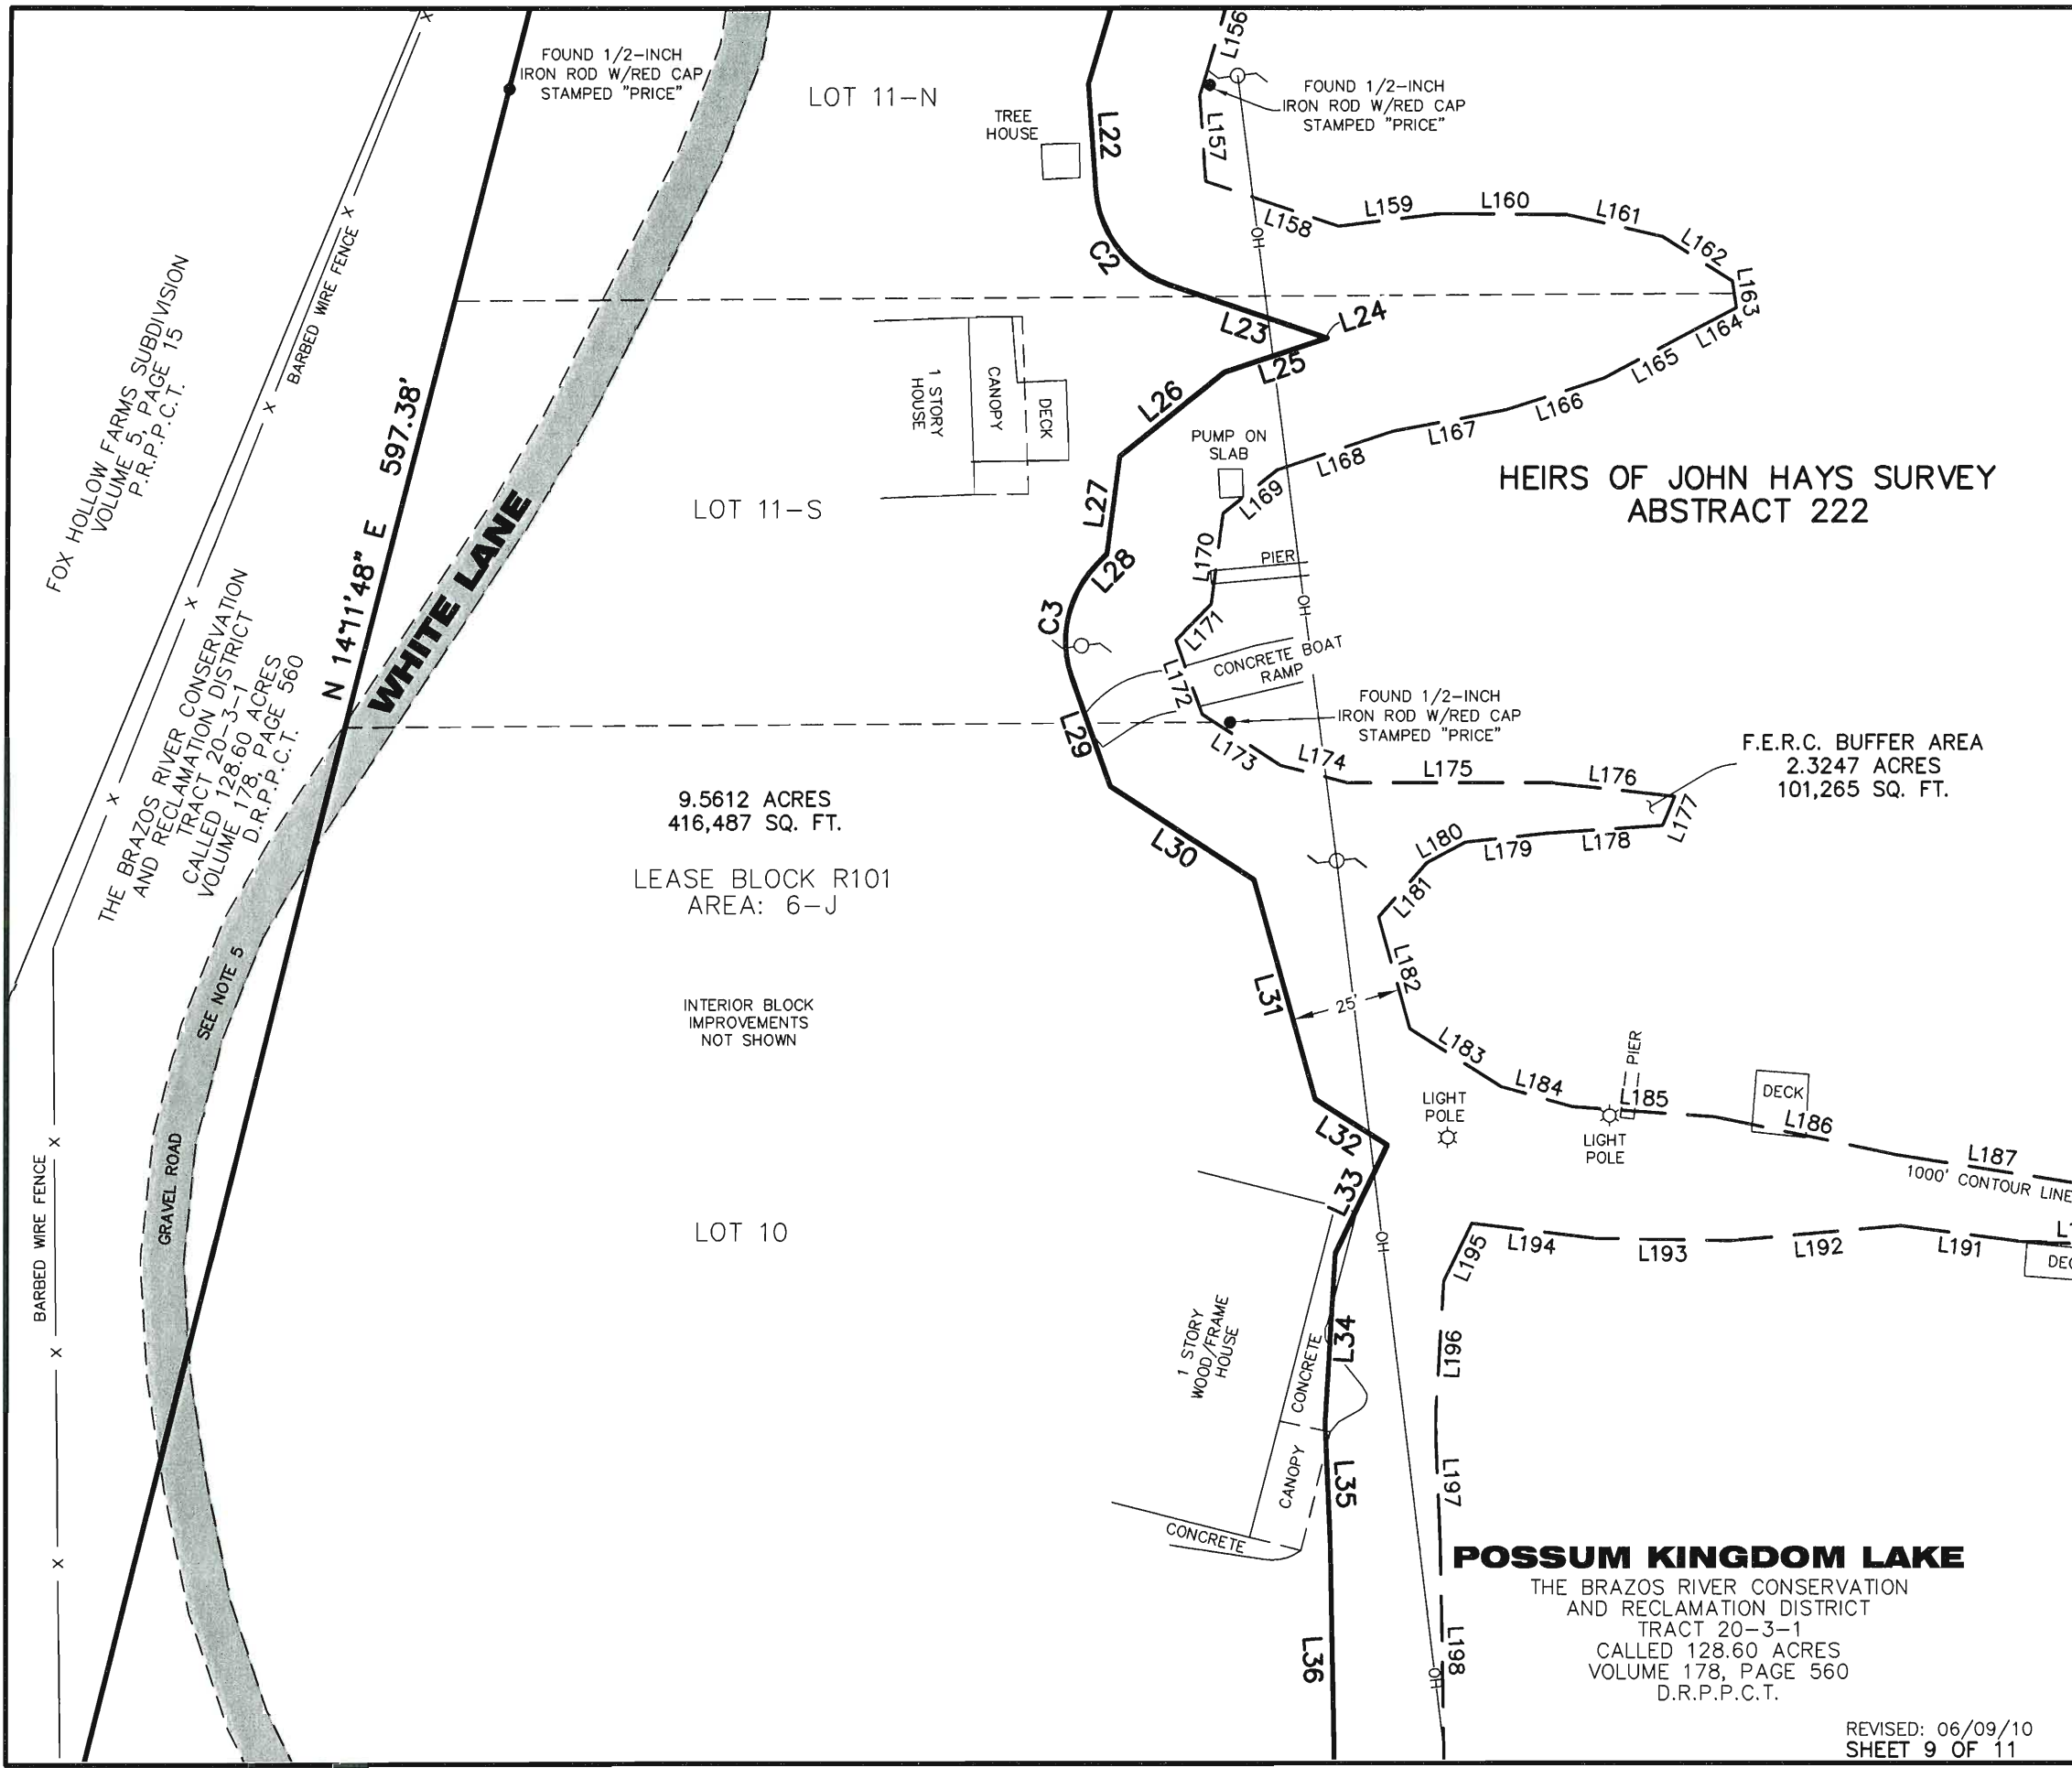 FOUND 1/2-INCH
IRON ROD W/RED CAP
STAMPED "PRICE"
LOT 11-N
TREE
HOUSE
L22
C2
L156
FOUND 1/2-INCH
IRON ROD W/RED CAP
STAMPED "PRICE"
L157
L158
L159
L160
L161
L162
L163
L164
L165
L166
L167
L168
L169
OH
L23
L24
L25
L26
L27
L28
C3
L29
X
BARBED WIRE FENCE
X
X
X
X
FOX HOLLOW FARMS SUBDIVISION
VOLUME 5, PAGE 15
P.R.P.P.C.T.
N 14°11'48" E 597.38'
WHITE LANE
1 STORY
HOUSE
CANOPY
DECK
LOT 11-S
PUMP ON
SLAB
HEIRS OF JOHN HAYS SURVEY
ABSTRACT 222
L170
PIER
OH
L171
CONCRETE BOAT
RAMP
L172
FOUND 1/2-INCH
IRON ROD W/RED CAP
STAMPED "PRICE"
L173
L174
L175
L176
L177
L178
L179
L180
L181
L182
F.E.R.C. BUFFER AREA
2.3247 ACRES
101,265 SQ. FT.
THE BRAZOS RIVER CONSERVATION
AND RECLAMATION DISTRICT
TRACT 20-3-1
CALLED 128.60 ACRES
VOLUME 178, PAGE 560
D.R.P.P.C.T.
9.5612 ACRES
416,487 SQ. FT.
LEASE BLOCK R101
AREA: 6-J
INTERIOR BLOCK
IMPROVEMENTS
NOT SHOWN
SEE NOTE 5
GRAVEL ROAD
X
BARBED WIRE FENCE
X
X
L30
L31
25'
L32
L33
L183
L184
PIER
L185
LIGHT
POLE
LIGHT
POLE
DECK
L186
L187
1000' CONTOUR LINE
L191
L192
L193
L194
L195
L196
L197
L198
OH
OH
LOT 10
1 STORY
WOOD/FRAME
HOUSE
CONCRETE
CANOPY
CONCRETE
L34
L35
L36
POSSUM KINGDOM LAKE
THE BRAZOS RIVER CONSERVATION
AND RECLAMATION DISTRICT
TRACT 20-3-1
CALLED 128.60 ACRES
VOLUME 178, PAGE 560
D.R.P.P.C.T.
REVISED: 06/09/10
SHEET 9 OF 11